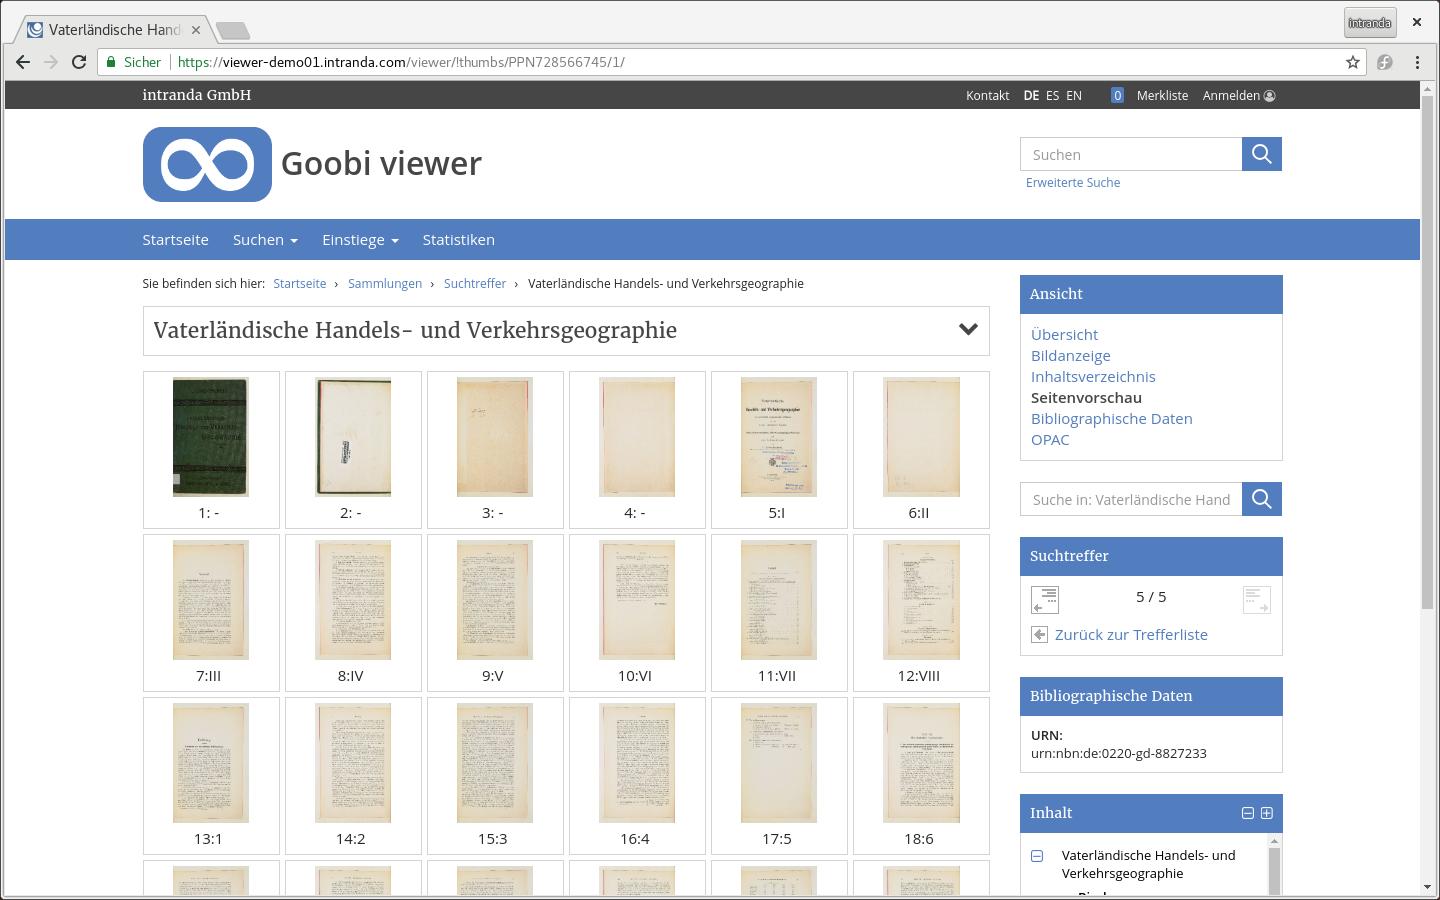 Vaterländische Hand
intranda
Sicher
https://viewer-demo01.intranda.com/viewer/!thumbs/PPN728566745/1/
intranda GmbH
Kontakt DE ES EN 0 Merkliste Anmelden
Goobi viewer
Suchen
Erweiterte Suche
Startseite Suchen Einstiege Statistiken
Sie befinden sich hier: Startseite › Sammlungen › Suchtreffer › Vaterländische Handels- und Verkehrsgeographie
Vaterländische Handels- und Verkehrsgeographie
1: - 2: - 3: - 4: - 5:I 6:II
7:III 8:IV 9:V 10:VI 11:VII 12:VIII
13:1 14:2 15:3 16:4 17:5 18:6
Ansicht
Übersicht
Bildanzeige
Inhaltsverzeichnis
Seitenvorschau
Bibliographische Daten
OPAC
Suche in: Vaterländische Hand
Suchtreffer
5 / 5
Zurück zur Trefferliste
Bibliographische Daten
URN:
urn:nbn:de:0220-gd-8827233
Inhalt
Vaterländische Handels- und
Verkehrsgeographie